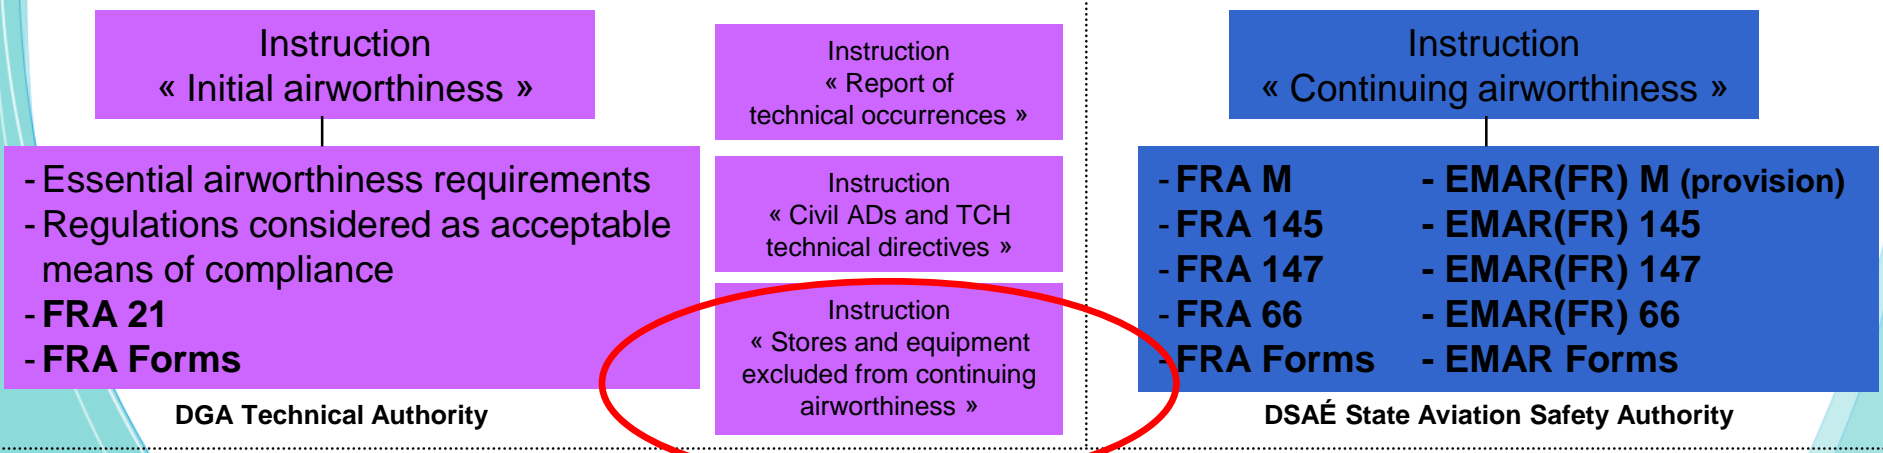 Instruction
« Initial airworthiness »
- Essential airworthiness requirements
- Regulations considered as acceptable
means of compliance
- FRA 21
- FRA Forms
DGA Technical Authority
Instruction
« Report of
technical occurrences »
Instruction
« Civil ADs and TCH
technical directives »
Instruction
« Stores and equipment
excluded from continuing
airworthiness »
Instruction
« Continuing airworthiness »
- FRA M - EMAR(FR) M (provision)
- FRA 145 - EMAR(FR) 145
- FRA 147 - EMAR(FR) 147
- FRA 66 - EMAR(FR) 66
- FRA Forms - EMAR Forms
DSAÉ State Aviation Safety Authority